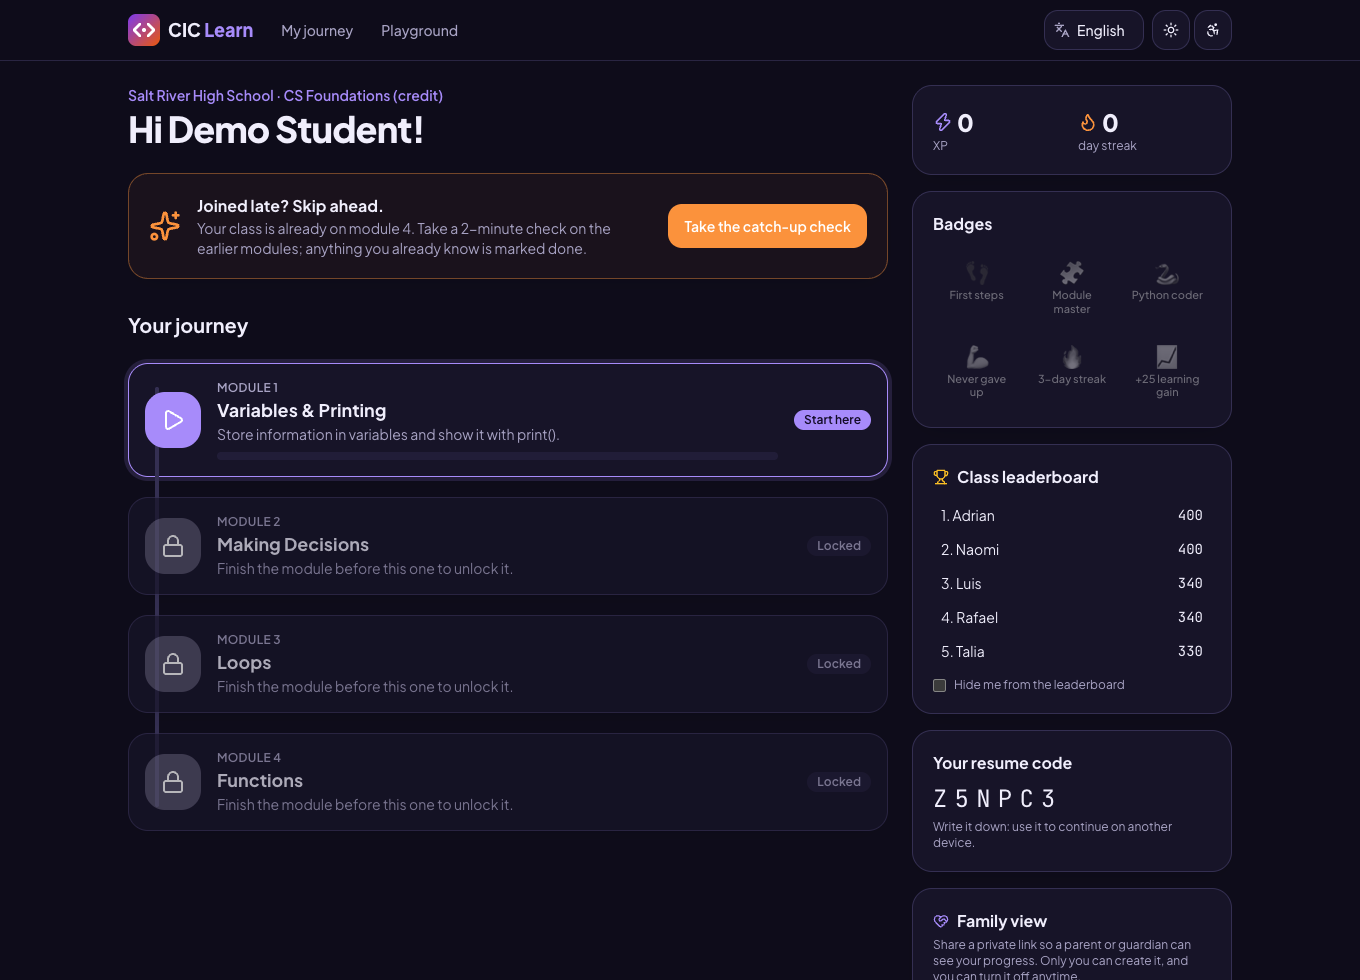 CIC Learn
My journey
Playground
English
Salt River High School · CS Foundations (credit)
Hi Demo Student!
Joined late? Skip ahead.
Your class is already on module 4. Take a 2-minute check on the
earlier modules; anything you already know is marked done.
Take the catch-up check
Your journey
MODULE 1
Variables & Printing
Store information in variables and show it with print().
Start here
MODULE 2
Making Decisions
Finish the module before this one to unlock it.
Locked
MODULE 3
Loops
Finish the module before this one to unlock it.
Locked
MODULE 4
Functions
Finish the module before this one to unlock it.
Locked
0
XP
0
day streak
Badges
First steps
Module
master
Python coder
Never gave
up
3-day streak
+25 learning
gain
Class leaderboard
1. Adrian 400
2. Naomi 400
3. Luis 340
4. Rafael 340
5. Talia 330
Hide me from the leaderboard
Your resume code
Z5NPC3
Write it down: use it to continue on another
device.
Family view
Share a private link so a parent or guardian can
see your progress. Only you can create it, and
you can turn it off anytime.